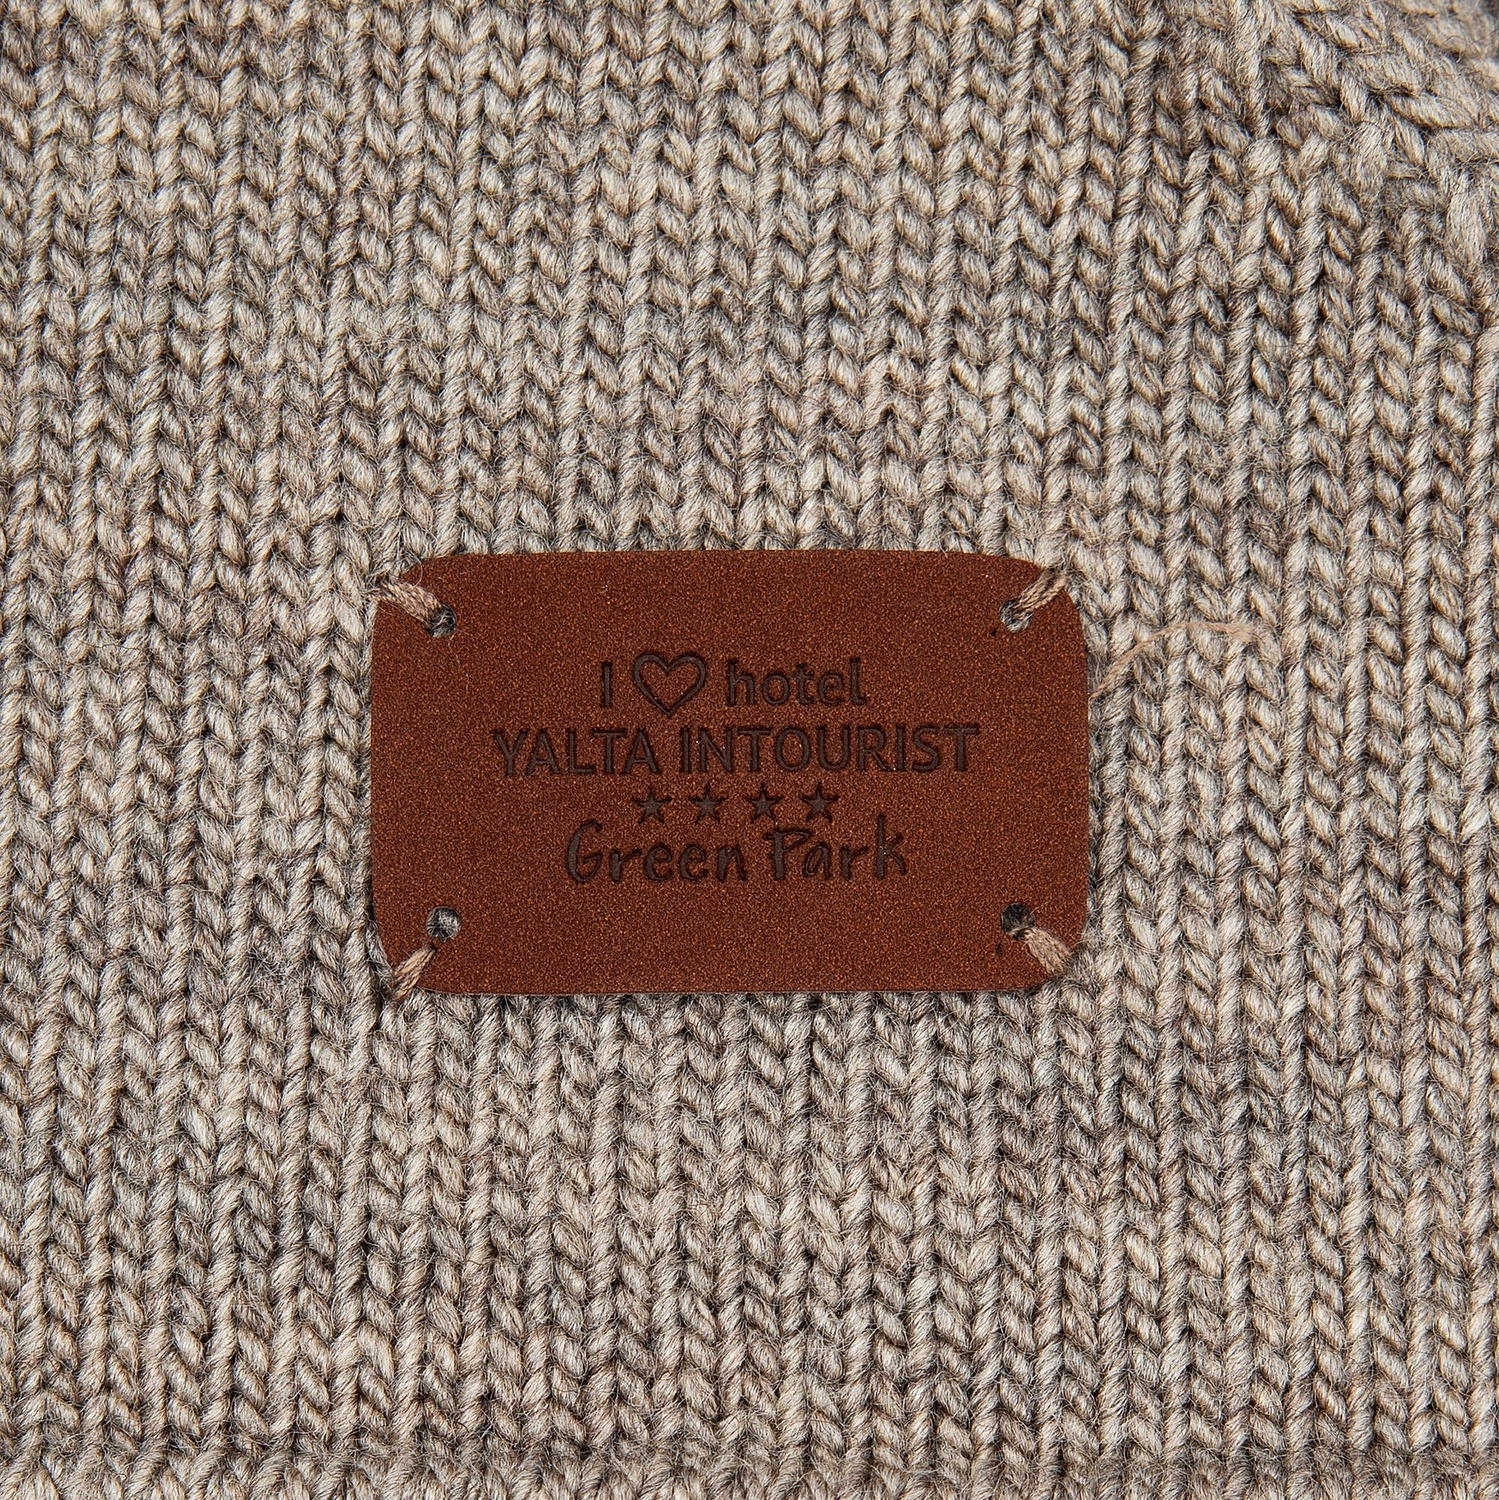 I ♡ hotel
YALTA INTOURIST
★★★★
Green Park